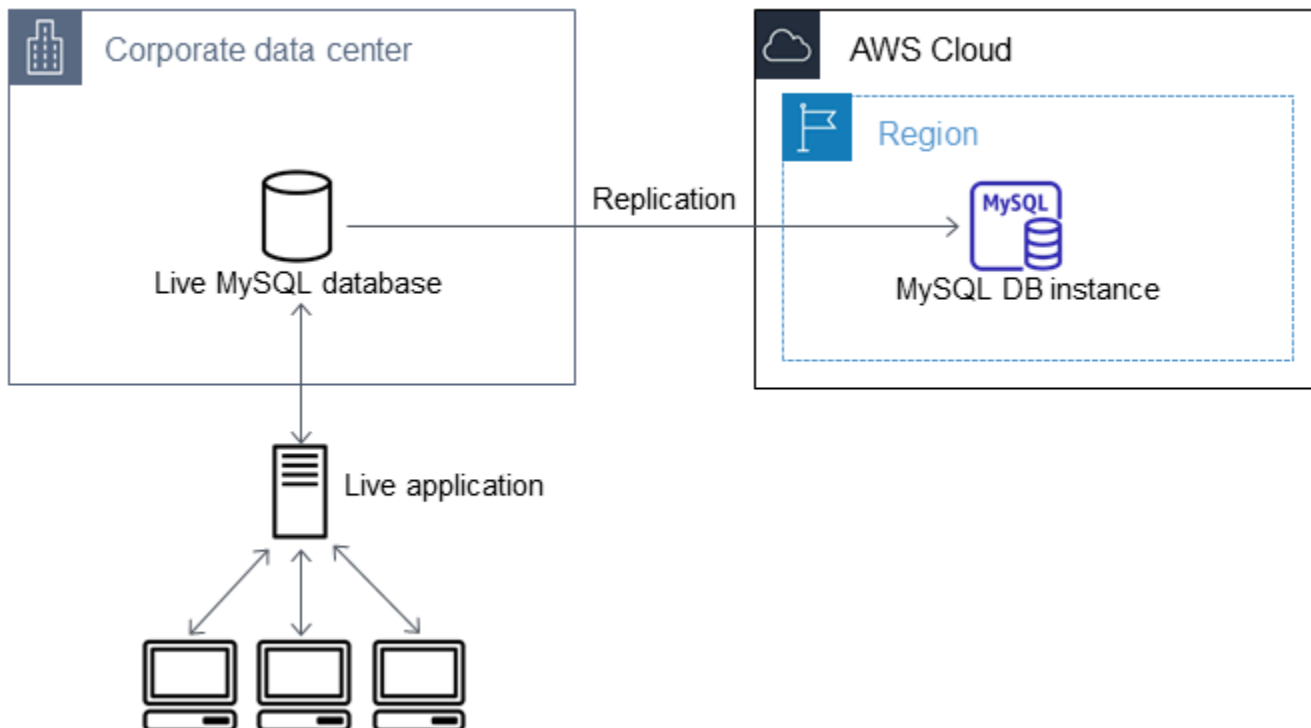 Corporate data center
AWS Cloud
Region
Replication
MySQL
Live MySQL database
MySQL DB instance
Live application